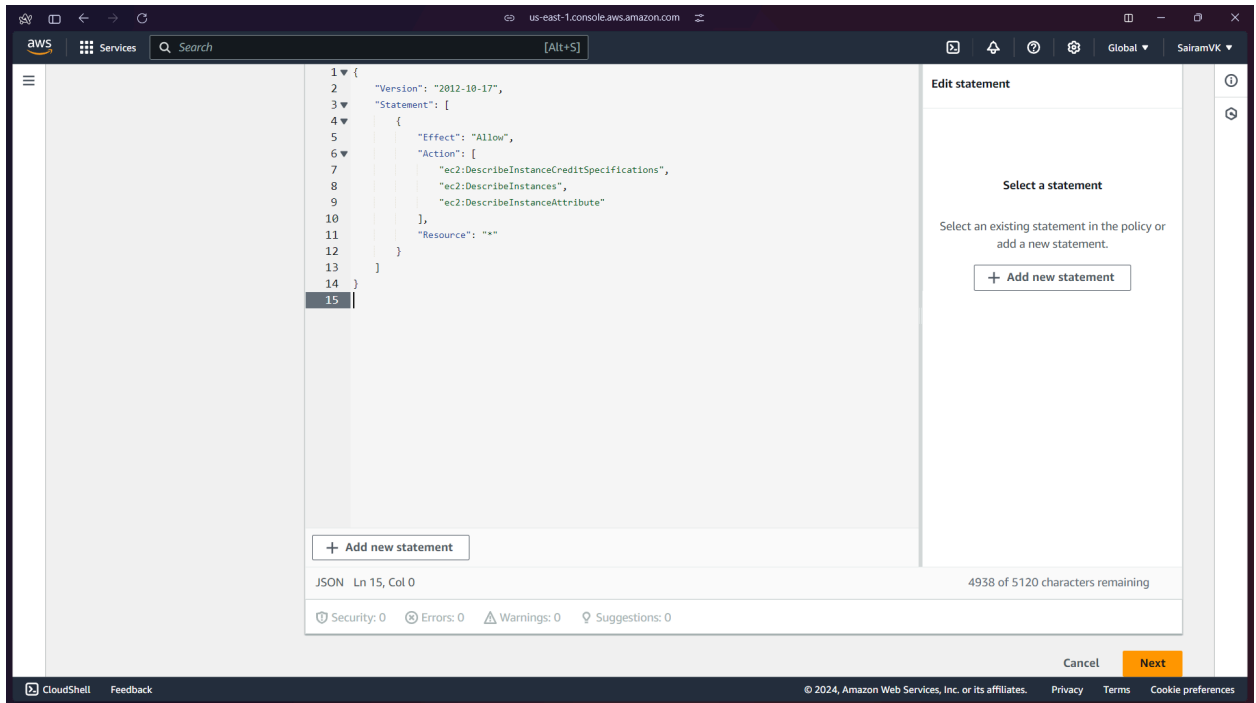 us-east-1.console.aws.amazon.com
aws Services Search [Alt+S] Global SairamVK
1 {
2 "Version": "2012-10-17",
3 "Statement": [
4 {
5 "Effect": "Allow",
6 "Action": [
7 "ec2:DescribeInstanceCreditSpecifications",
8 "ec2:DescribeInstances",
9 "ec2:DescribeInstanceAttribute"
10 ],
11 "Resource": "*"
12 }
13 ]
14 }
15
Edit statement
Select a statement
Select an existing statement in the policy or
add a new statement.
+ Add new statement
+ Add new statement
JSON Ln 15, Col 0
4938 of 5120 characters remaining
Security: 0 Errors: 0 Warnings: 0 Suggestions: 0
Cancel Next
CloudShell Feedback © 2024, Amazon Web Services, Inc. or its affiliates. Privacy Terms Cookie preferences